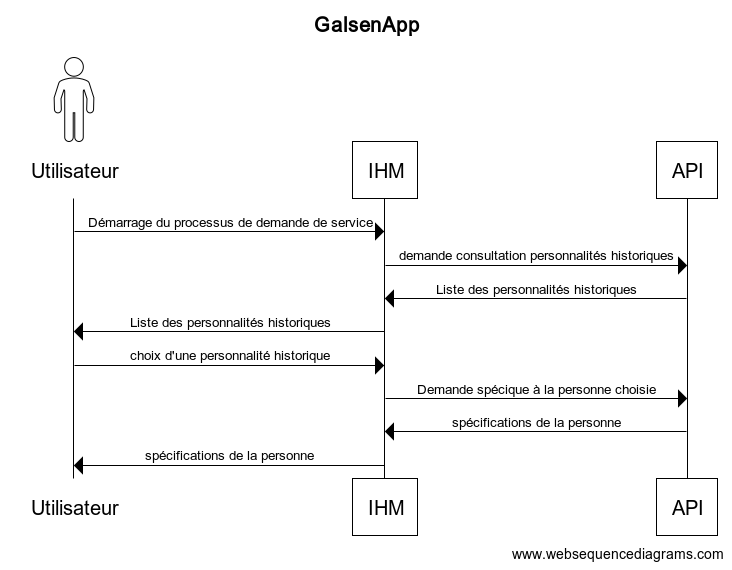 GalsenApp
Utilisateur
IHM
API
Démarrage du processus de demande de service
demande consultation personnalités historiques
Liste des personnalités historiques
Liste des personnalités historiques
choix d'une personnalité historique
Demande spécique à la personne choisie
spécifications de la personne
spécifications de la personne
Utilisateur
IHM
API
www.websequencediagrams.com